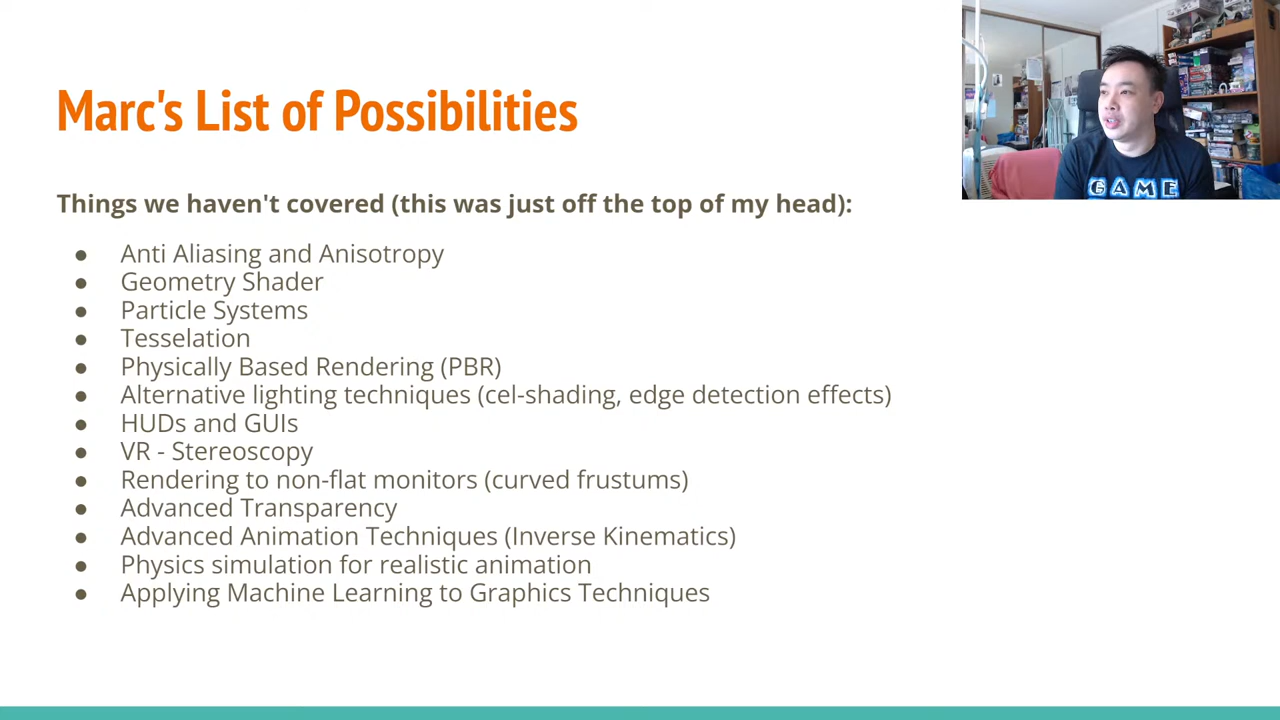 Marc's List of Possibilities
GAME
Things we haven't covered (this was just off the top of my head):
● Anti Aliasing and Anisotropy
● Geometry Shader
● Particle Systems
● Tesselation
● Physically Based Rendering (PBR)
● Alternative lighting techniques (cel-shading, edge detection effects)
● HUDs and GUIs
● VR - Stereoscopy
● Rendering to non-flat monitors (curved frustums)
● Advanced Transparency
● Advanced Animation Techniques (Inverse Kinematics)
● Physics simulation for realistic animation
● Applying Machine Learning to Graphics Techniques